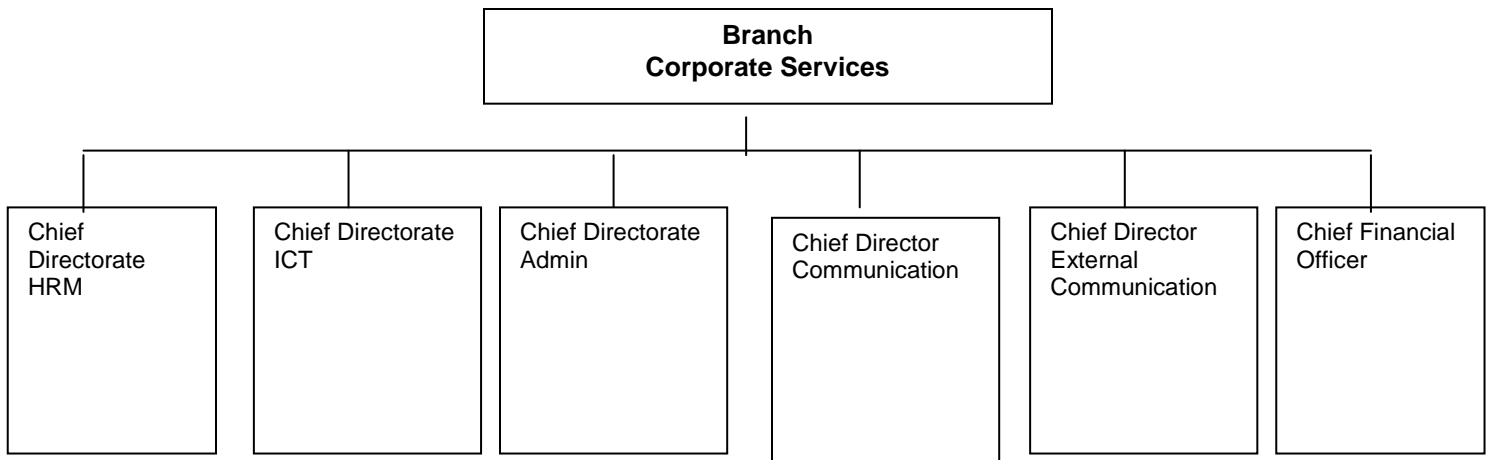 Branch
Corporate Services
Chief
Directorate
HRM
Chief Directorate
ICT
Chief Directorate
Admin
Chief Director
Communication
Chief Director
External
Communication
Chief Financial
Officer